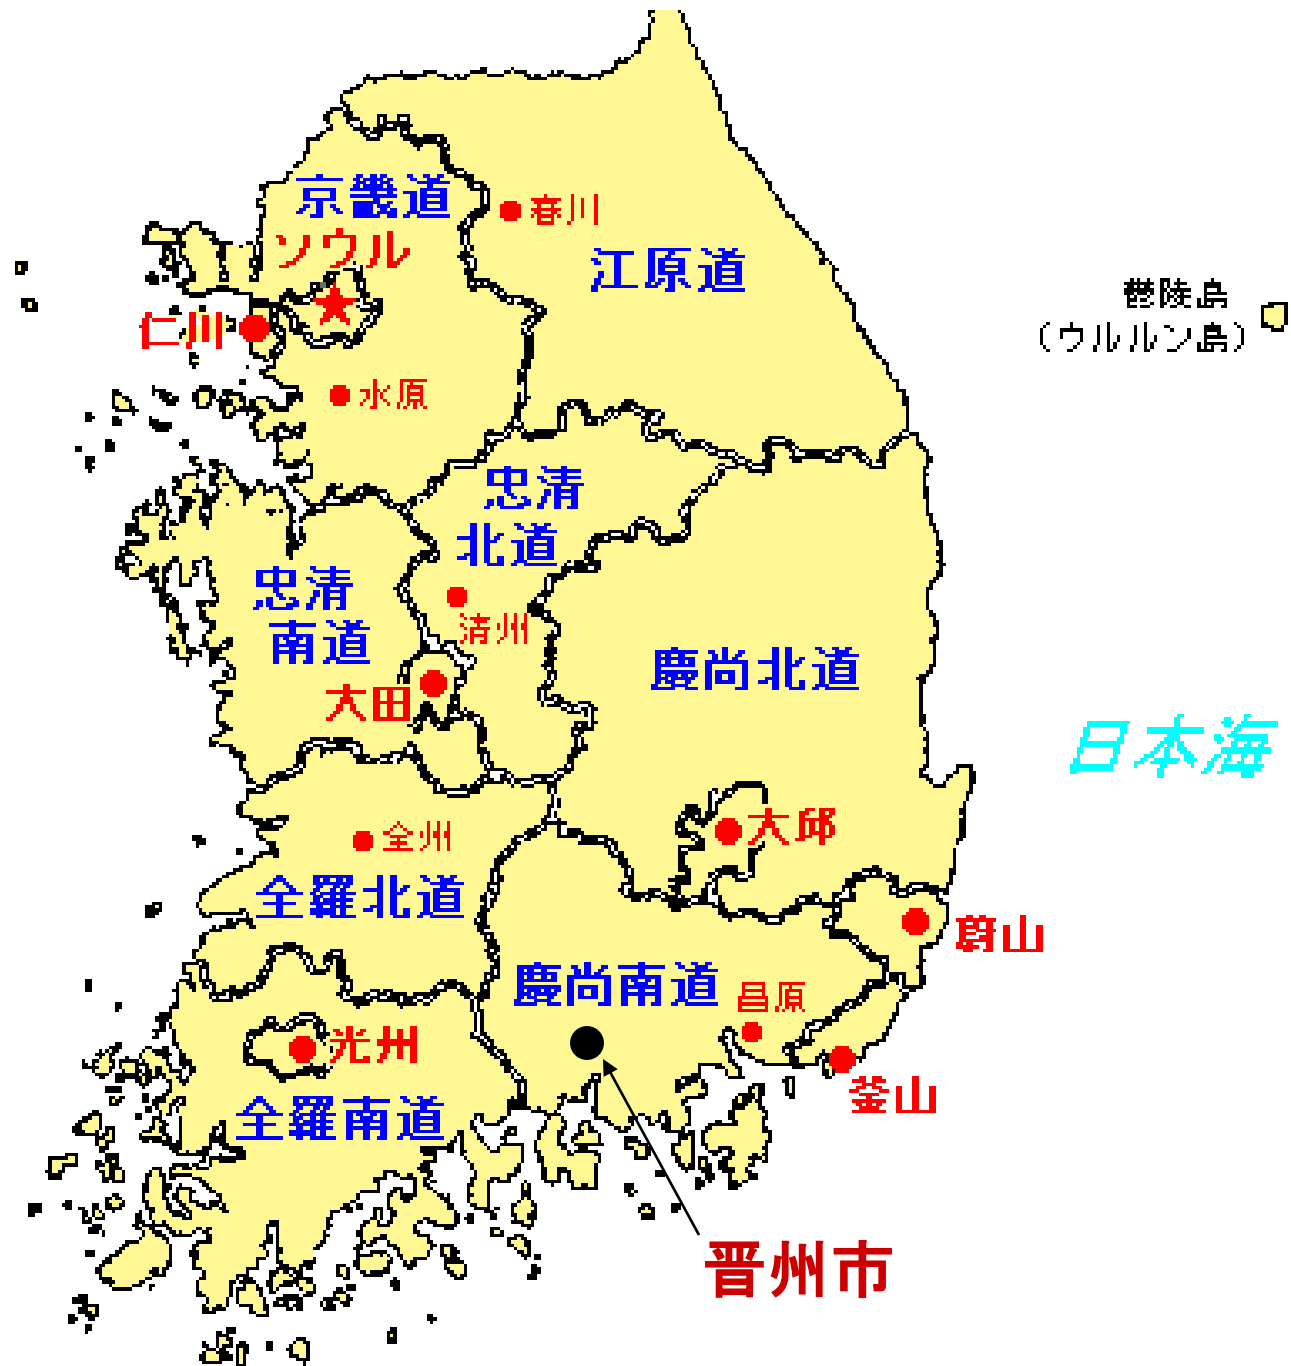 京畿道
春川
ソウル
江原道
鬱陵島
(ウルルン島)
仁川
水原
忠清
北道
忠清
南道
清州
慶尚北道
大田
日本海
大邱
全州
全羅北道
蔚山
慶尚南道
昌原
光州
釜山
全羅南道
晋州市